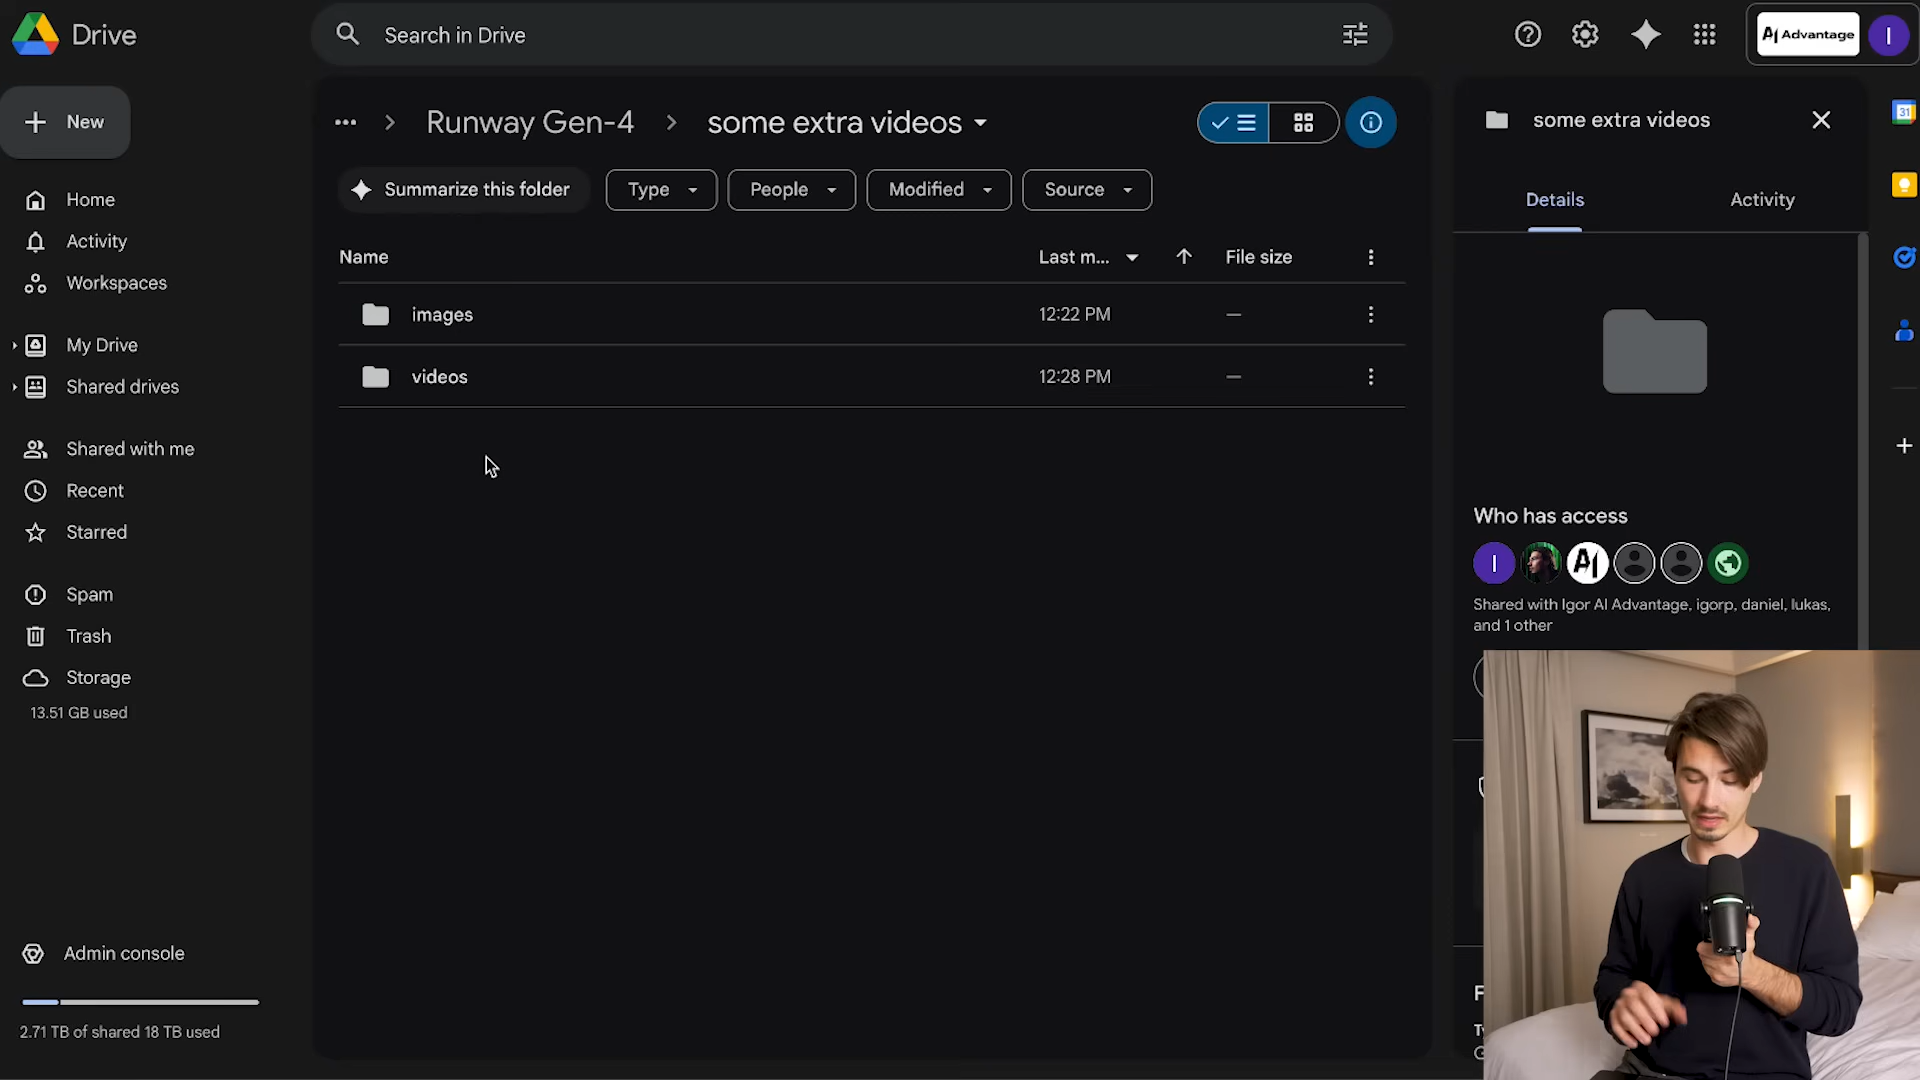 Drive
Search in Drive
AI Advantage
I
New
Runway Gen-4
some extra videos
some extra videos
Summarize this folder
Type
People
Modified
Source
Details
Activity
Home
Activity
Workspaces
Name
Last m...
File size
images
12:22 PM
—
videos
12:28 PM
—
My Drive
Shared drives
Shared with me
Recent
Starred
Who has access
I
AI
Shared with Igor AI Advantage, igorp, daniel, lukas,
and 1 other
Spam
Trash
Storage
13.51 GB used
Admin console
2.71 TB of shared 18 TB used
31